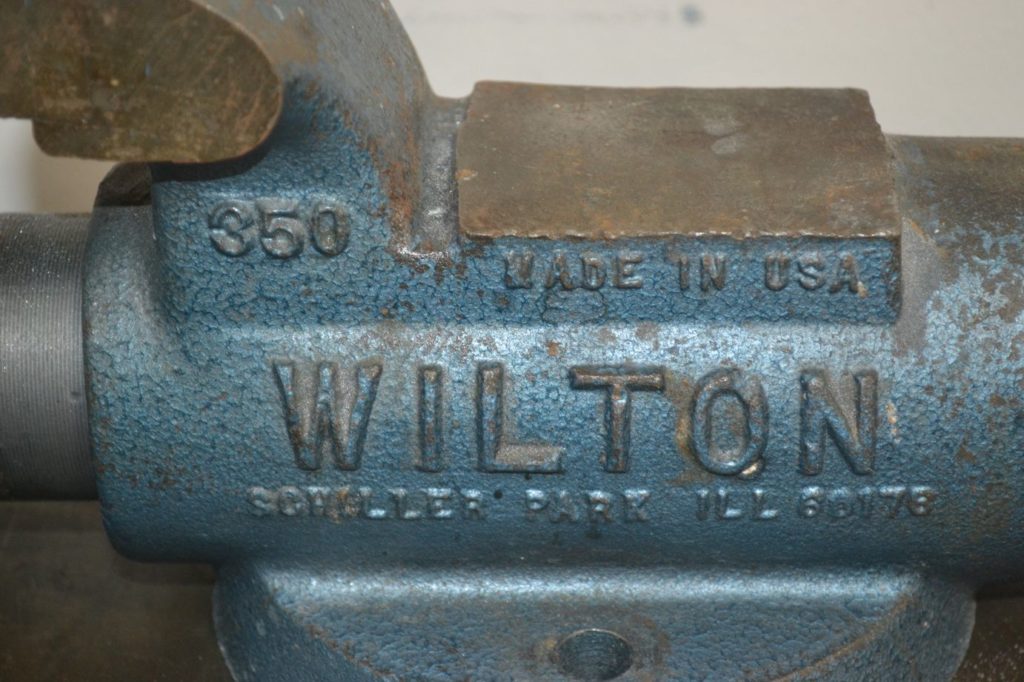 350
MADE IN USA
WILTON
SCHILLER PARK ILL 60176